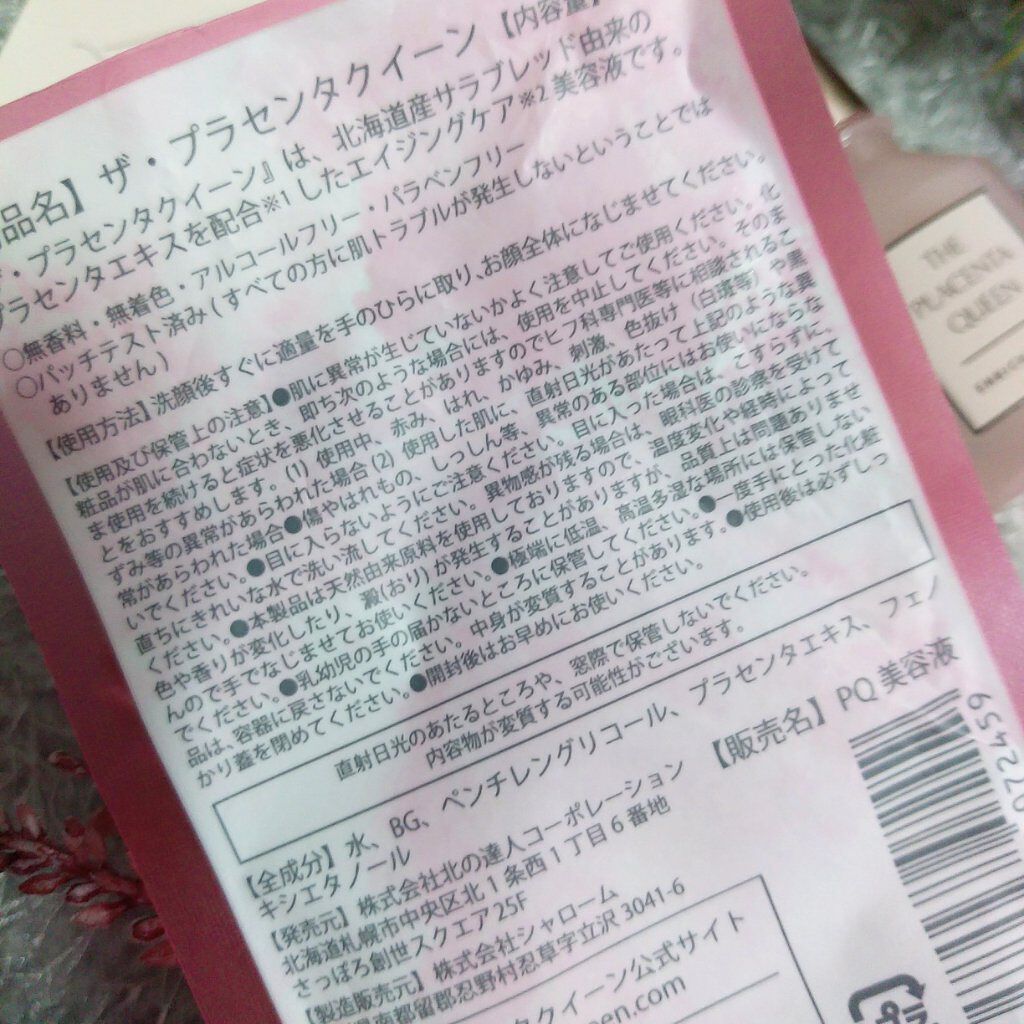 品名】ザ・プラセンタクイーン【内容量】
ザ・プラセンタクイーン』は、北海道産サラブレッド由来の
プラセンタエキスを配合※1したエイジングケア※2美容液です。
○無香料・無着色・アルコールフリー・パラベンフリー
○パッチテスト済み(すべての方に肌トラブルが発生しないということでは
ありません)
【使用方法】洗顔後すぐに適量を手のひらに取り、お顔全体になじませてください。
【使用及び保管上の注意】●肌に異常が生じていないかよく注意してご使用ください。化
粧品が肌に合わないとき、即ち次のような場合には、使用を中止してください。そのま
ま使用を続けると症状を悪化させることがありますのでヒフ科専門医等に相談されるこ
とをおすすめします。(1) 使用中、赤み、はれ、かゆみ、刺激、色抜け（白斑等）や黒
ずみ等の異常があらわれた場合 (2) 使用した肌に、直射日光があたって上記のような異
常があらわれた場合●傷やはれもの、しっしん等、異常のある部位にはお使いにならな
いでください。●目に入らないようにご注意ください。目に入った場合は、こすらずに、
直ちにきれいな水で洗い流してください。異物感が残る場合は、眼科医の診察を受けて
ください。●本製品は天然由来原料を使用しておりますので、温度変化や経時によって
色や香りが変化したり、澱(おり)が発生することがありますが、品質上は問題ありませ
んので手でなじませてお使いください。●極端に低温、高温多湿な場所には保管しない
でください。●乳幼児の手の届かないところに保管してください。●一度手にとった化粧
品は、容器に戻さないでください。中身が変質することがあります。●使用後は必ずしっ
かり蓋を閉めてください。●開封後はお早めにお使いください。
直射日光のあたるところや、窓際で保管しないでください。
内容物が変質する可能性がございます。
【全成分】水、BG、ペンチレングリコール、プラセンタエキス、フェノ
キシエタノール
【販売名】PQ美容液
【発売元】株式会社北の達人コーポレーション
北海道札幌市中央区北1条西1丁目6番地
さっぽろ創世スクエア25F
【製造販売元】株式会社シャローム
県南都留郡忍野村忍草字立沢3041-6
タクイーン公式サイト
een.com
0722459
THE
PLACENTA
QUEEN